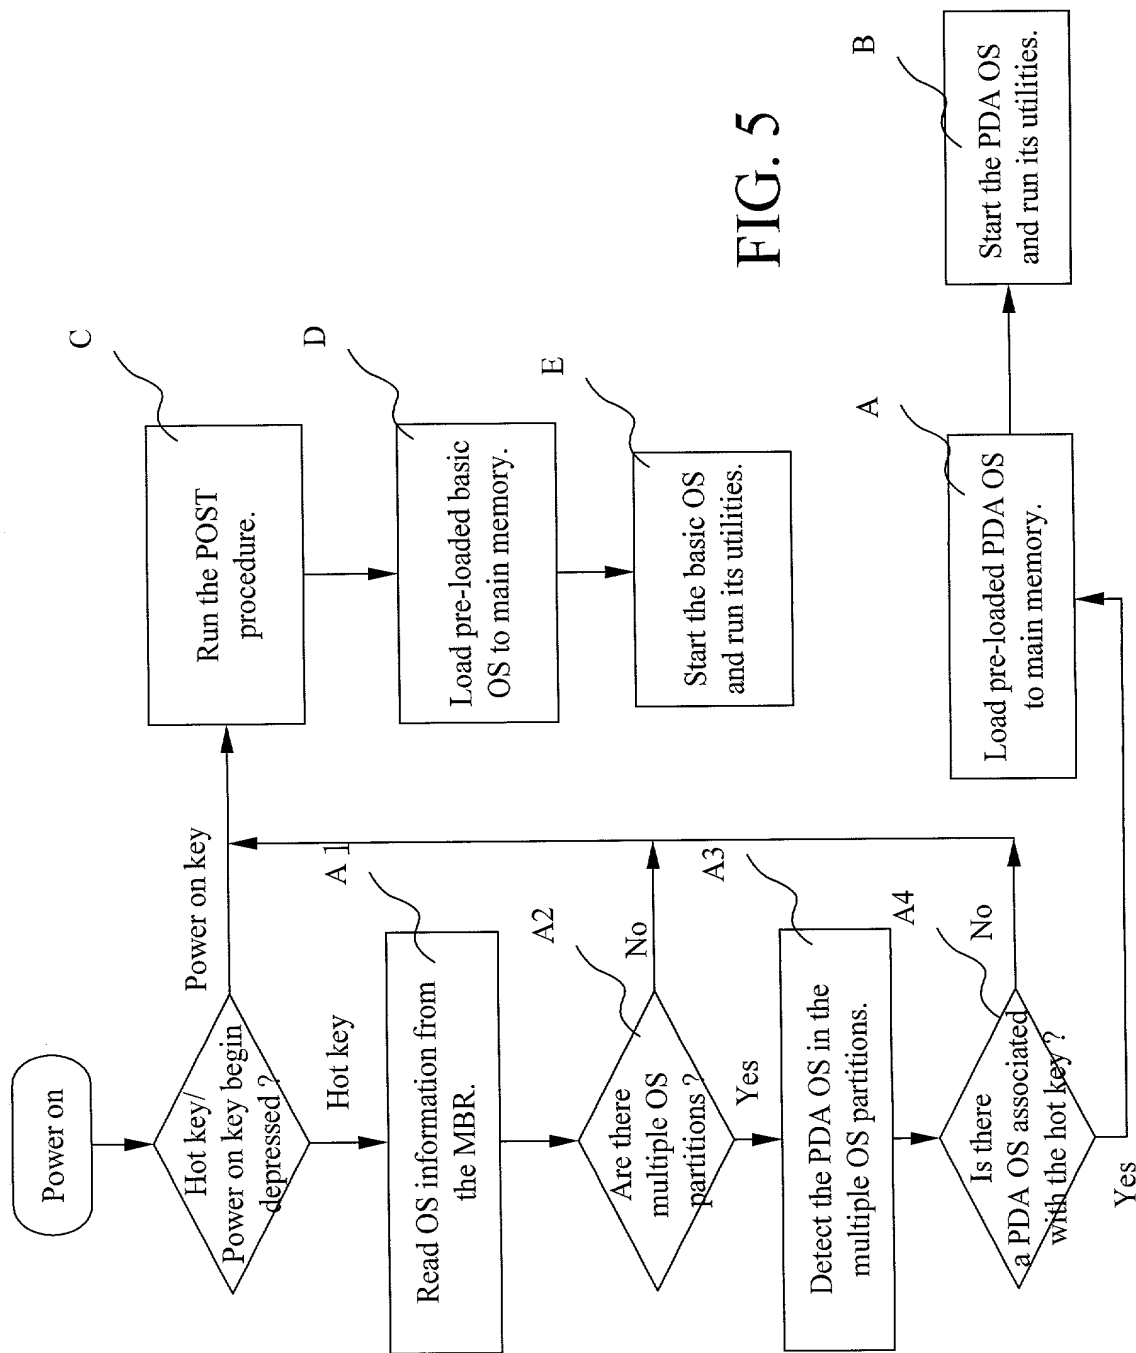 Power on
Hot key/
Power on key begin
depressed ?
Power on key
Hot key
Run the POST
procedure.
C
Read OS information from
the MBR.
A1
Load pre-loaded basic
OS to main memory.
D
Are there
multiple OS
partitions ?
A2
No
Yes
Start the basic OS
and run its utilities.
E
Detect the PDA OS in the
multiple OS partitions.
A3
Is there
a PDA OS associated
with the hot key ?
A4
No
Yes
Load pre-loaded PDA OS
to main memory.
A
Start the PDA OS
and run its utilities.
B
FIG. 5